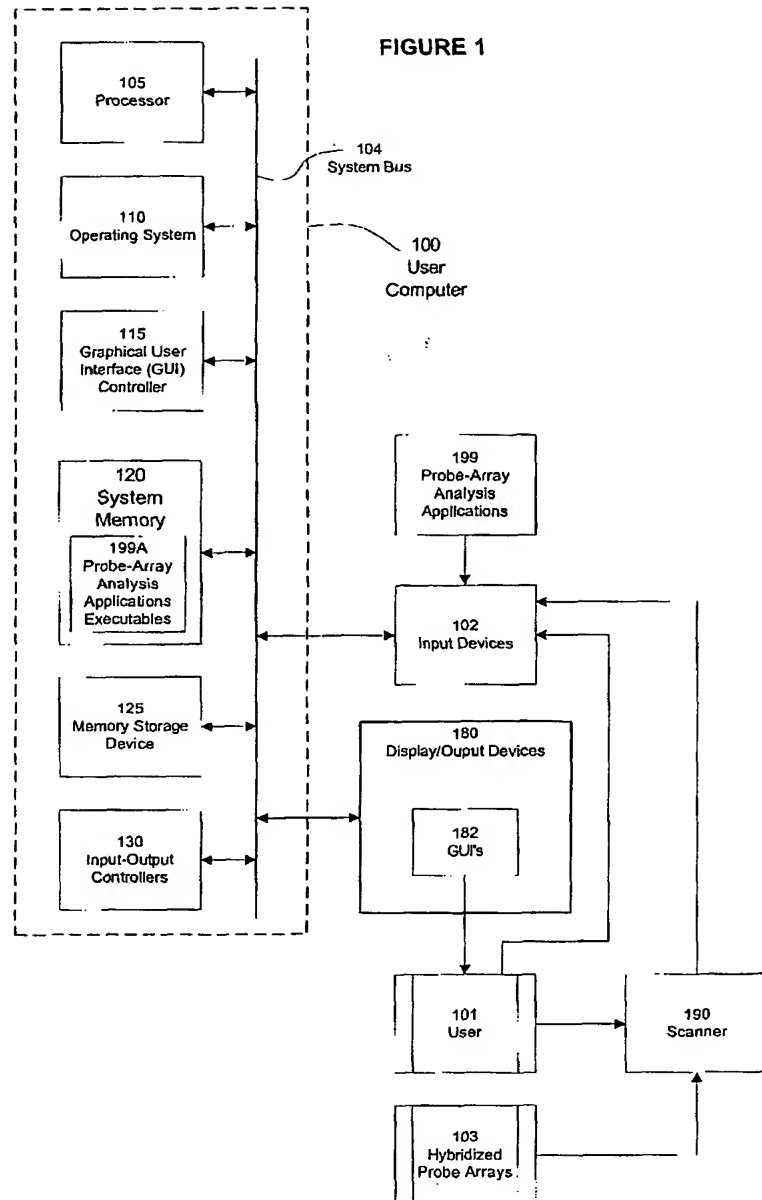 FIGURE 1
105
Processor
104
System Bus
110
Operating System
100
User
Computer
115
Graphical User
Interface (GUI)
Controller
199
Probe-Array
Analysis
Applications
120
System
Memory
199A
Probe-Array
Analysis
Applications
Executables
102
Input Devices
125
Memory Storage
Device
180
Display/Ouput Devices
182
GUI's
130
Input-Output
Controllers
101
User
190
Scanner
103
Hybridized
Probe Arrays